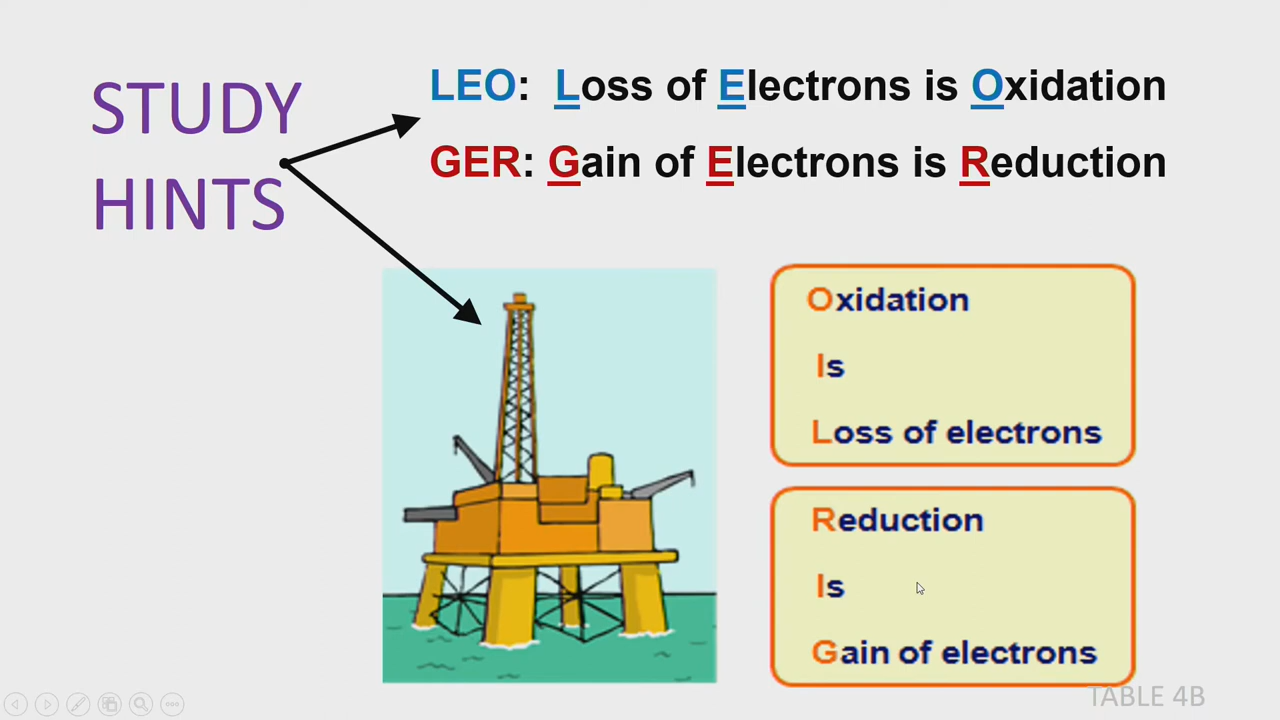 STUDY
HINTS
LEO: Loss of Electrons is Oxidation
GER: Gain of Electrons is Reduction
Oxidation
Is
Loss of electrons
Reduction
Is
Gain of electrons
TABLE 4B